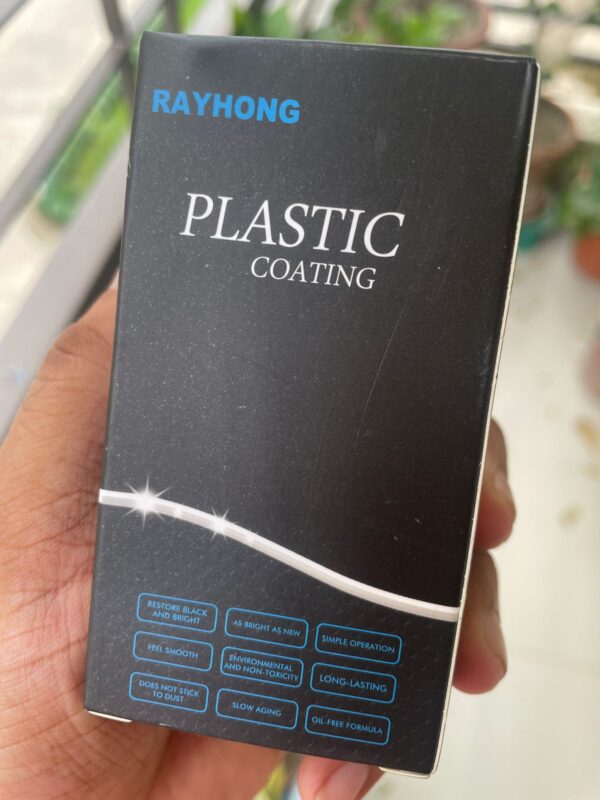 RAYHONG
PLASTIC
COATING
RESTORE BLACK
AND BRIGHT
AS BRIGHT AS NEW
SIMPLE OPERATION
FEEL SMOOTH
ENVIRONMENTAL
AND NON-TOXICITY
LONG-LASTING
DOES NOT STICK
TO DUST
SLOW AGING
OIL-FREE FORMULA